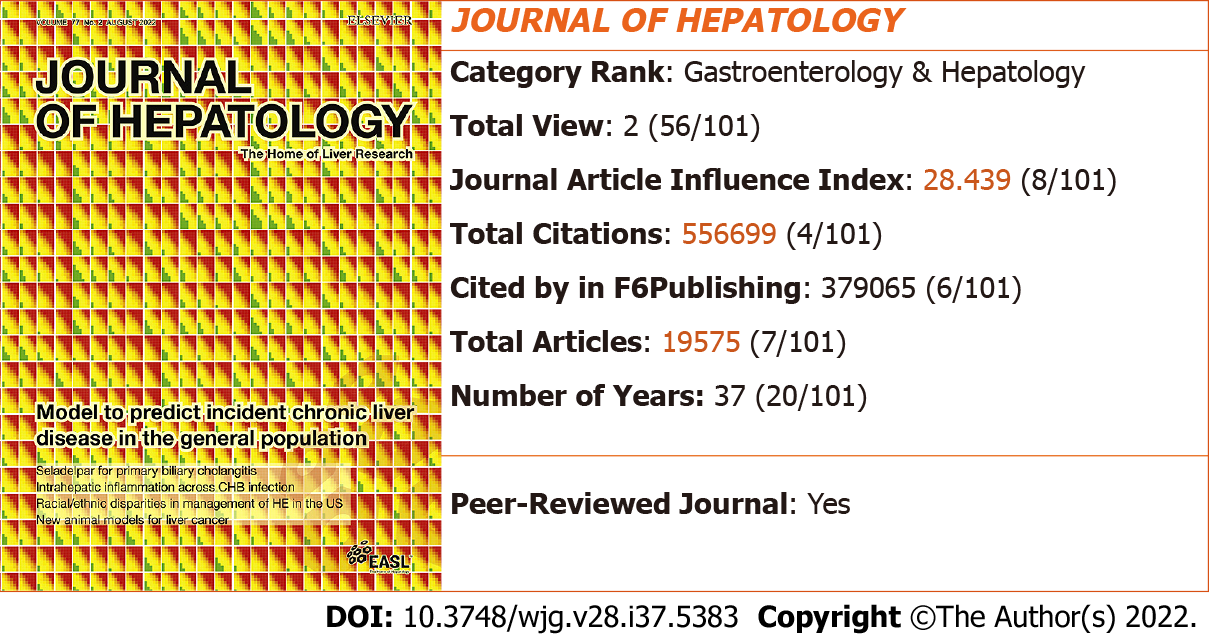 VOLUME 77 No. 2 AUGUST 2022
ELSEVIER
JOURNAL
OF HEPATOLOGY
The Home of Liver Research
Model to predict incident chronic liver
disease in the general population
Seladelpar for primary biliary cholangitis
Intrahepatic inflammation across CHB infection
Racial/ethnic disparities in management of HE in the US
New animal models for liver cancer
EASL
JOURNAL OF HEPATOLOGY
Category Rank: Gastroenterology & Hepatology
Total View: 2 (56/101)
Journal Article Influence Index: 28.439 (8/101)
Total Citations: 556699 (4/101)
Cited by in F6Publishing: 379065 (6/101)
Total Articles: 19575 (7/101)
Number of Years: 37 (20/101)
Peer-Reviewed Journal: Yes
DOI: 10.3748/wjg.v28.i37.5383 Copyright ©The Author(s) 2022.